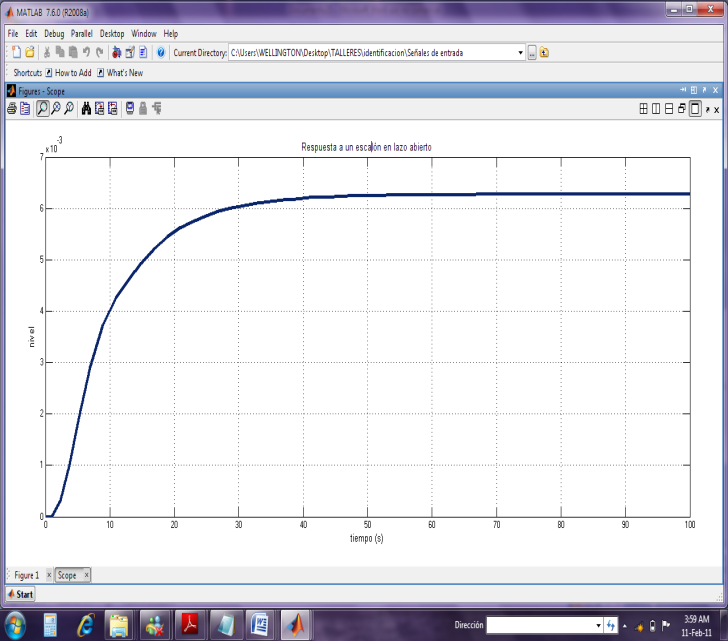 MATLAB 7.6.0 (R2008a)
File Edit Debug Parallel Desktop Window Help
Current Directory: C:\Users\WELLINGTON\Desktop\TALLERES\identificacion\Señales de entrada
Shortcuts How to Add What's New
Figures - Scope
Respuesta a un escalón en lazo abierto
x 10
-3
7
6
5
4
3
2
1
0
nivel
0 10 20 30 40 50 60 70 80 90 100
tiempo (s)
Figure 1 x Scope x
Start
Dirección
3:59 AM
11-Feb-11